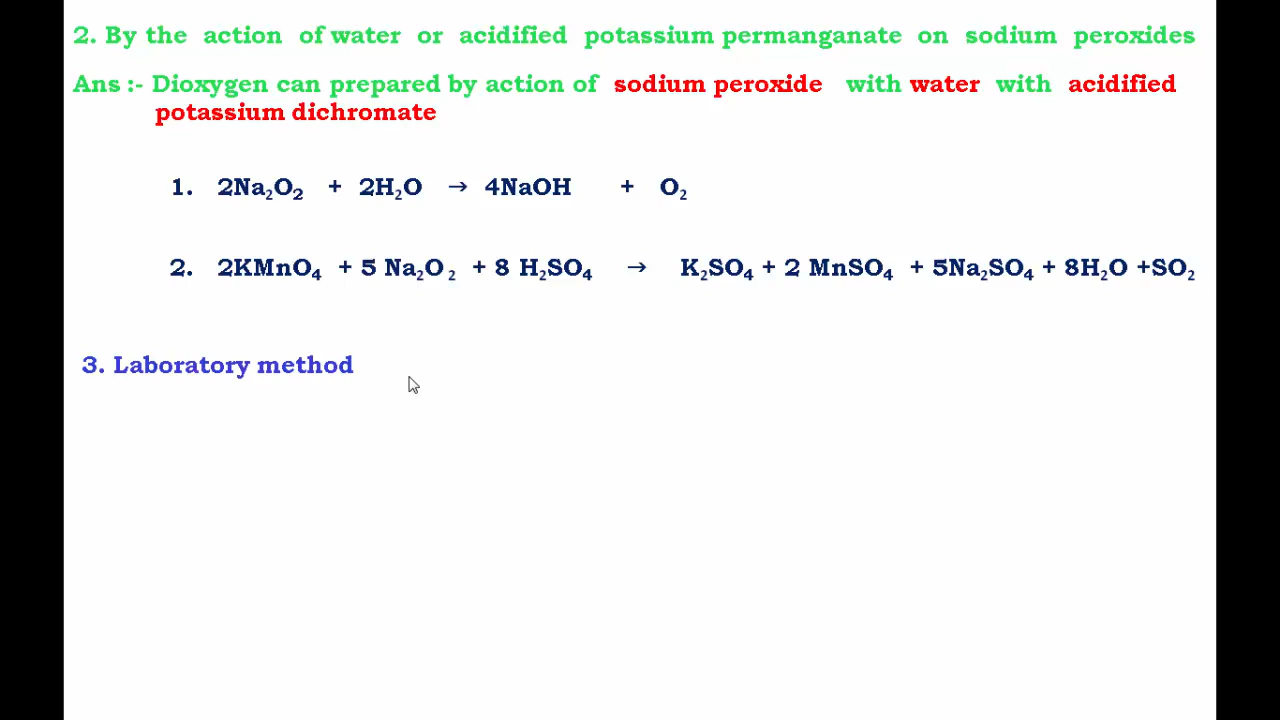 2. By the action of water or acidified potassium permanganate on sodium peroxides
Ans :- Dioxygen can prepared by action of sodium peroxide with water with acidified
potassium dichromate
1. 2Na₂O₂ + 2H₂O → 4NaOH + O₂
2. 2KMnO₄ + 5 Na₂O ₂ + 8 H₂SO₄ → K₂SO₄ + 2 MnSO₄ + 5Na₂SO₄ + 8H₂O +SO₂
3. Laboratory method